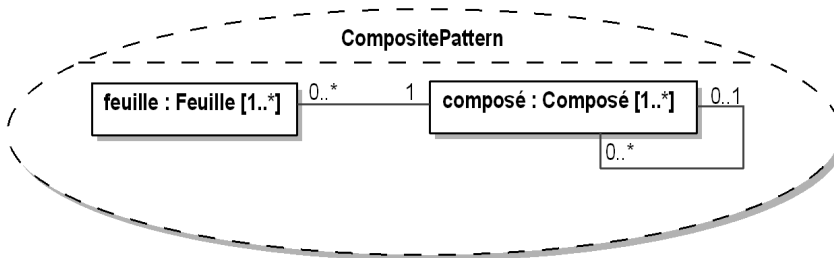 CompositePattern
feuille : Feuille [1..*]
0..*
1
composé : Composé [1..*]
0..1
0..*